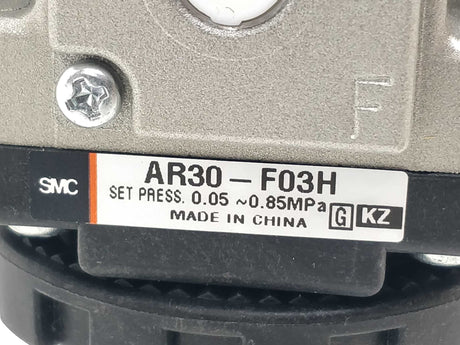 F
SMC
AR30-F03H
SET PRESS. 0.05 ~0.85MPa
MADE IN CHINA
G KZ